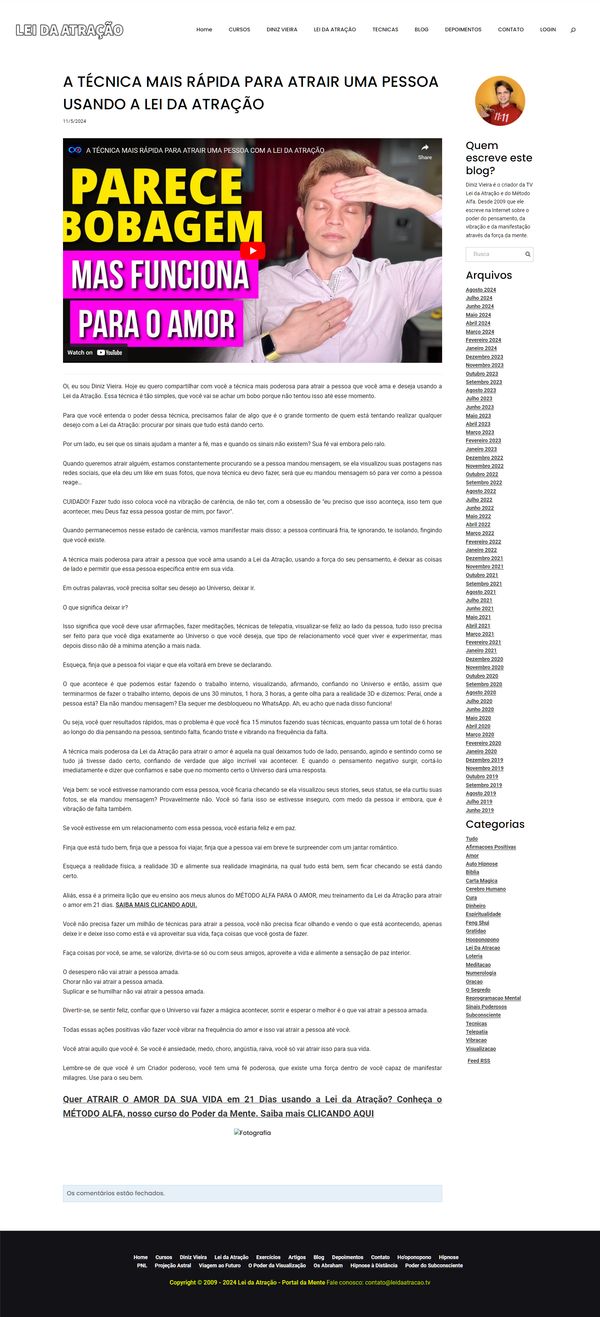 LEI DA ATRAÇÃO
Home CURSOS DINIZ VIEIRA LEI DA ATRAÇÃO TECNICAS BLOG DEPOIMENTOS CONTATO LOGIN
A TÉCNICA MAIS RÁPIDA PARA ATRAIR UMA PESSOA
USANDO A LEI DA ATRAÇÃO
11/5/2024
A TÉCNICA MAIS RÁPIDA PARA ATRAIR UMA PESSOA COM A LEI DA ATRAÇÃO
Share
PARECE
BOBAGEM
MAS FUNCIONA
PARA O AMOR
Watch on YouTube
Oi, eu sou Diniz Vieira. Hoje eu quero compartilhar com você a técnica mais poderosa para atrair a pessoa que você ama e deseja usando a
Lei da Atração. Essa técnica é tão simples, que você vai se achar um bobo porque não tentou isso até esse momento.
Para que você entenda o poder dessa técnica, precisamos falar de algo que é o grande tormento de quem está tentando realizar qualquer
desejo com a Lei da Atração: procurar por sinais que tudo está dando certo.
Por um lado, eu sei que os sinais ajudam a manter a fé, mas e quando os sinais não existem? Sua fé vai embora pelo ralo.
Quando queremos atrair alguém, estamos constantemente procurando se a pessoa mandou mensagem, se ela visualizou suas postagens nas
redes sociais, que ela deu um like em suas fotos, que nova técnica eu devo fazer, será que eu mandar mensagem só para ver como a pessoa
reage...
CUIDADO! Fazer tudo isso coloca você na vibração de carência, de não ter, com a obsessão de "eu preciso que isso aconteça, isso tem que
acontecer, meu Deus faz essa pessoa gostar de mim, por favor".
Quando permanecemos nesse estado de carência, vamos manifestar mais disso: a pessoa continuará fria, te ignorando, te isolando, fingindo
que você existe.
A técnica mais poderosa para atrair a pessoa que você ama usando a Lei da Atração, usando a força do seu pensamento, é deixar as coisas
de lado e permitir que essa pessoa específica entre em sua vida.
Em outras palavras, você precisa soltar seu desejo ao Universo, deixar ir.
O que significa deixar ir?
Isso significa que você deve usar afirmações, fazer meditações, técnicas de telepatia, visualizar-se feliz ao lado da pessoa, tudo isso precisa
ser feito para que você diga exatamente ao Universo o que você deseja, que tipo de relacionamento você quer viver e experimentar, mas
depois disso não dê a mínima atenção a mais nada.
Esqueça, finja que a pessoa foi viajar e que ela voltará em breve se declarando.
O que acontece é que podemos estar fazendo o trabalho interno, visualizando, afirmando, confiando no Universo e então, assim que
terminarmos de fazer o trabalho interno, depois de uns 30 minutos, 1 hora, 3 horas, a gente olha para a realidade 3D e dizemos: Peraí, onde a
pessoa está? Ela não mandou mensagem? Ela sequer me desbloqueou no WhatsApp. Ah, eu acho que nada disso funciona!
Ou seja, você quer resultados rápidos, mas o problema é que você fica 15 minutos fazendo suas técnicas, enquanto passa um total de 6 horas
ao longo do dia pensando na pessoa, sentindo falta, ficando triste e vibrando na frequência da falta.
A técnica mais poderosa da Lei da Atração para atrair o amor é aquela na qual deixamos tudo de lado, pensando, agindo e sentindo como se
tudo já tivesse dado certo, confiando de verdade que algo incrível vai acontecer. E quando o pensamento negativo surgir, cortá-lo
imediatamente e dizer que confiamos e sabe que no momento certo o Universo dará uma resposta.
Veja bem: se você estivesse namorando com essa pessoa, você ficaria checando se ela visualizou seus stories, seus status, se ela curtiu suas
fotos, se ela mandou mensagem? Provavelmente não. Você só faria isso se estivesse inseguro, com medo da pessoa ir embora, que é
vibração de falta também.
Se você estivesse em um relacionamento com essa pessoa, você estaria feliz e em paz.
Finja que está tudo bem, finja que a pessoa foi viajar, finja que a pessoa vai em breve te surpreender com um jantar romântico.
Esqueça a realidade física, a realidade 3D e alimente sua realidade imaginária, na qual tudo está bem, sem ficar checando se está dando
certo.
Aliás, essa é a primeira lição que eu ensino aos meus alunos do MÉTODO ALFA PARA O AMOR, meu treinamento da Lei da Atração para atrair
o amor em 21 dias. SAIBA MAIS CLICANDO AQUI.
Você não precisa fazer um milhão de técnicas para atrair a pessoa, você não precisa ficar olhando e vendo o que está acontecendo, apenas
deixe ir e deixe isso como está e vá aproveitar sua vida, faça coisas que você gosta de fazer.
Faça coisas por você, se ame, se valorize, divirta-se só ou com seus amigos, aproveite a vida e alimente a sensação de paz interior.
O desespero não vai atrair a pessoa amada.
Chorar não vai atrair a pessoa amada.
Suplicar e se humilhar não vai atrair a pessoa amada.
Divertir-se, se sentir feliz, confiar que o Universo vai fazer a mágica acontecer, sorrir e esperar o melhor é o que vai atrair a pessoa amada.
Todas essas ações positivas vão fazer você vibrar na frequência do amor e isso vai atrair a pessoa até você.
Você atrai aquilo que você é. Se você é ansiedade, medo, choro, angústia, raiva, você só vai atrair isso para sua vida.
Lembre-se de que você é um Criador poderoso, você tem uma fé poderosa, que existe uma força dentro de você capaz de manifestar
milagres. Use para o seu bem.
Quer ATRAIR O AMOR DA SUA VIDA em 21 Dias usando a Lei da Atração? Conheça o
MÉTODO ALFA, nosso curso do Poder da Mente. Saiba mais CLICANDO AQUI
Fotografia
Os comentários estão fechados.
11:11
Quem
escreve este
blog?
Diniz Vieira é o criador da TV
Lei da Atração e do Método
Alfa. Desde 2009 que ele
escreve na Internet sobre o
poder do pensamento, da
vibração e da manifestação
através da força da mente.
Busca
Arquivos
Agosto 2024
Julho 2024
Junho 2024
Maio 2024
Abril 2024
Março 2024
Fevereiro 2024
Janeiro 2024
Dezembro 2023
Novembro 2023
Outubro 2023
Setembro 2023
Agosto 2023
Julho 2023
Junho 2023
Maio 2023
Abril 2023
Março 2023
Fevereiro 2023
Janeiro 2023
Dezembro 2022
Novembro 2022
Outubro 2022
Setembro 2022
Agosto 2022
Julho 2022
Junho 2022
Maio 2022
Abril 2022
Março 2022
Fevereiro 2022
Janeiro 2022
Dezembro 2021
Novembro 2021
Outubro 2021
Setembro 2021
Agosto 2021
Julho 2021
Junho 2021
Maio 2021
Abril 2021
Março 2021
Fevereiro 2021
Janeiro 2021
Dezembro 2020
Novembro 2020
Outubro 2020
Setembro 2020
Agosto 2020
Julho 2020
Junho 2020
Maio 2020
Abril 2020
Março 2020
Fevereiro 2020
Janeiro 2020
Dezembro 2019
Novembro 2019
Outubro 2019
Setembro 2019
Agosto 2019
Julho 2019
Junho 2019
Categorias
Tudo
Afirmacoes Positivas
Amor
Auto Hipnose
Bíblia
Carta Magica
Cerebro Humano
Cura
Dinheiro
Espiritualidade
Feng Shui
Gratidao
Hooponopono
Lei Da Atracao
Loteria
Meditacao
Numerologia
Oracao
O Segredo
Reprogramacao Mental
Sinais Poderosos
Subconsciente
Tecnicas
Telepatia
Vibracao
Visualizacao
Feed RSS
Home Cursos Diniz Vieira Lei da Atração Exercícios Artigos Blog Depoimentos Contato Ho'oponopono Hipnose
PNL Projeção Astral Viagem ao Futuro O Poder da Visualização Os Abraham Hipnose à Distância Poder do Subconsciente
Copyright © 2009 - 2024 Lei da Atração - Portal da Mente Fale conosco: contato@leidaatracao.tv